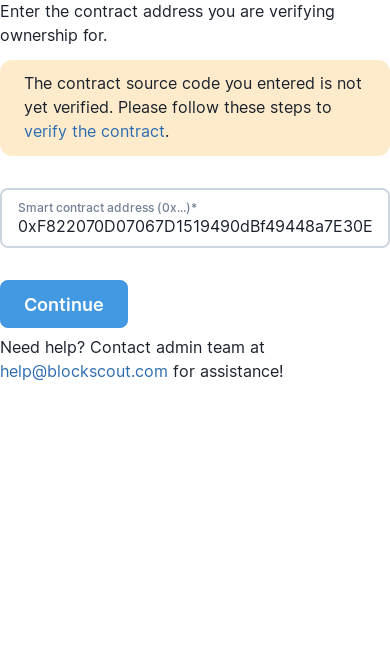 Enter the contract address you are verifying
ownership for.
The contract source code you entered is not
yet verified. Please follow these steps to
verify the contract.
Smart contract address (0x...)*
0xF822070D07067D1519490dBf49448a7E30E
Continue
Need help? Contact admin team at
help@blockscout.com for assistance!